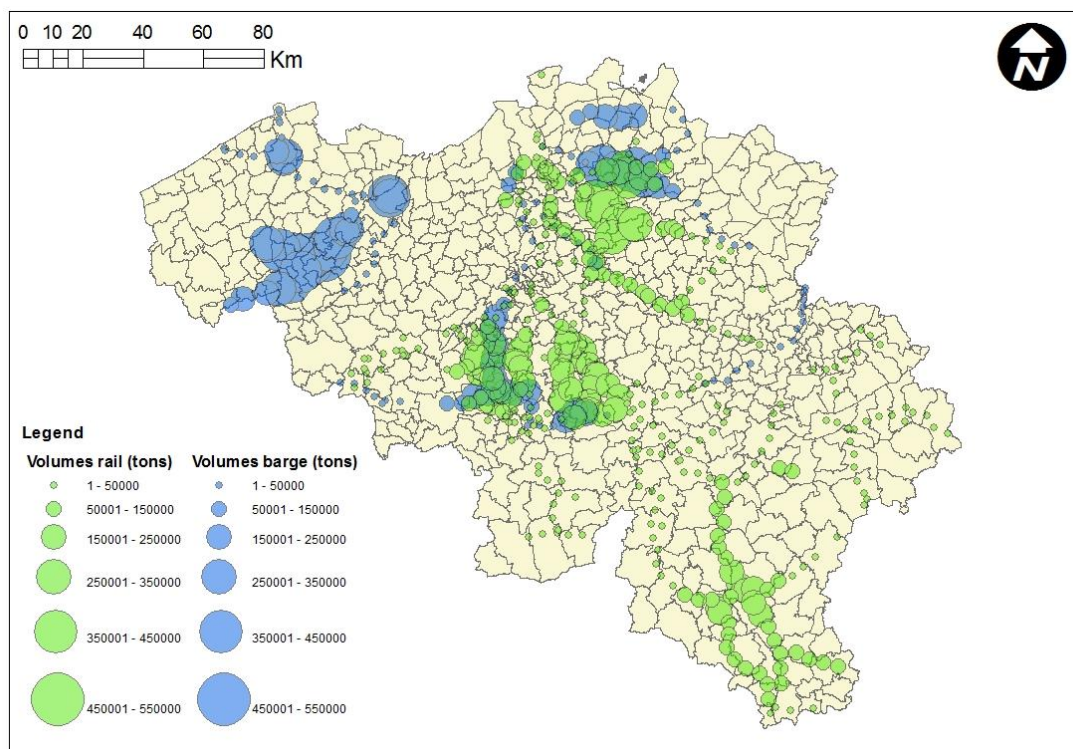 0 10 20 40 60 80
Km
N
Legend
Volumes rail (tons) Volumes barge (tons)
1 - 50000 1 - 50000
50001 - 150000 50001 - 150000
150001 - 250000 150001 - 250000
250001 - 350000 250001 - 350000
350001 - 450000 350001 - 450000
450001 - 550000 450001 - 550000